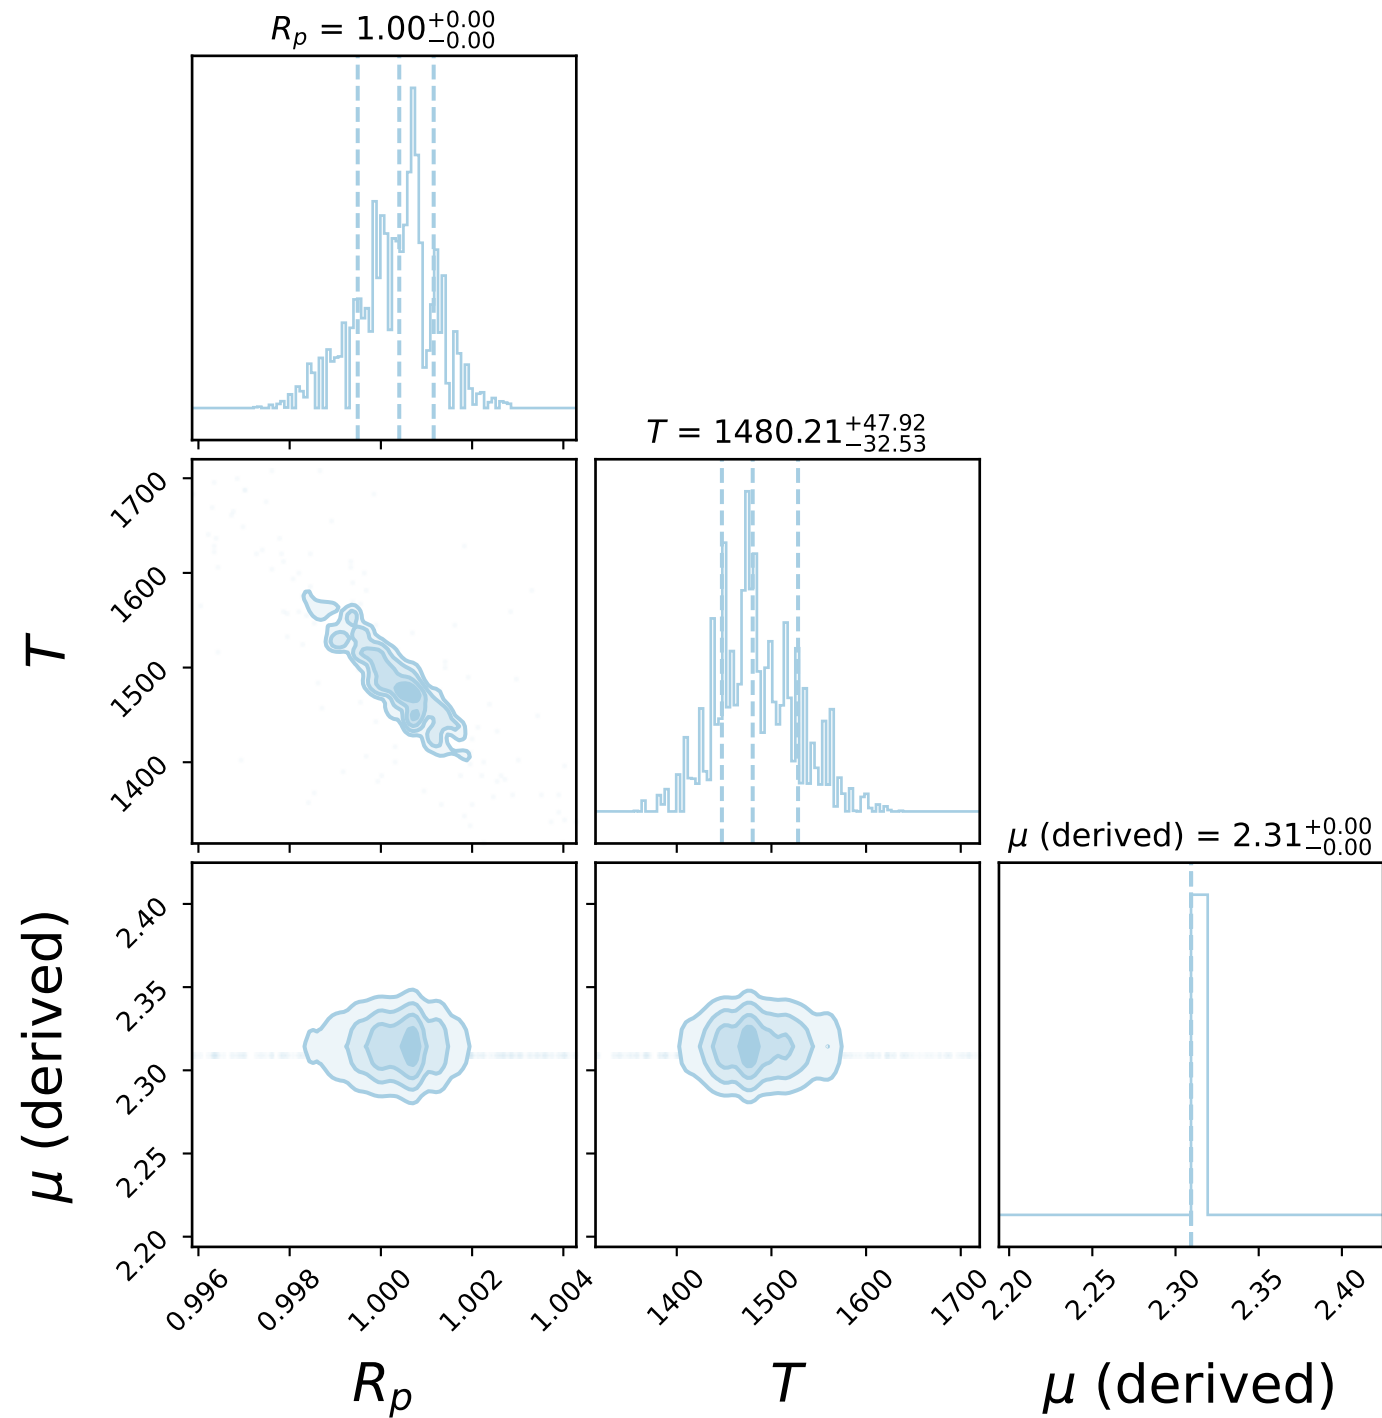 R_p = 1.00^{+0.00}_{-0.00}
T = 1480.21^{+47.92}_{-32.53}
1700
1600
1500
1400
T
μ (derived) = 2.31^{+0.00}_{-0.00}
2.40
2.35
2.30
2.25
2.20
μ (derived)
0.996 0.998 1.000 1.002 1.004
1400 1500 1600 1700
2.20 2.25 2.30 2.35 2.40
R_p
T
μ (derived)